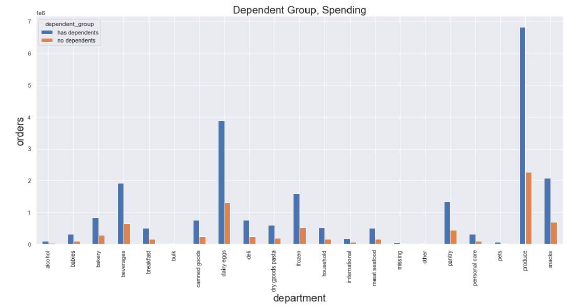 Dependent Group, Spending
1e6
dependent_group
has dependents
no dependents
7
6
5
4
3
2
1
0
orders
alcohol
babies
bakery
beverages
breakfast
bulk
canned goods
dairy eggs
deli
dry goods pasta
frozen
household
international
meat seafood
missing
other
pantry
personal care
pets
produce
snacks
department